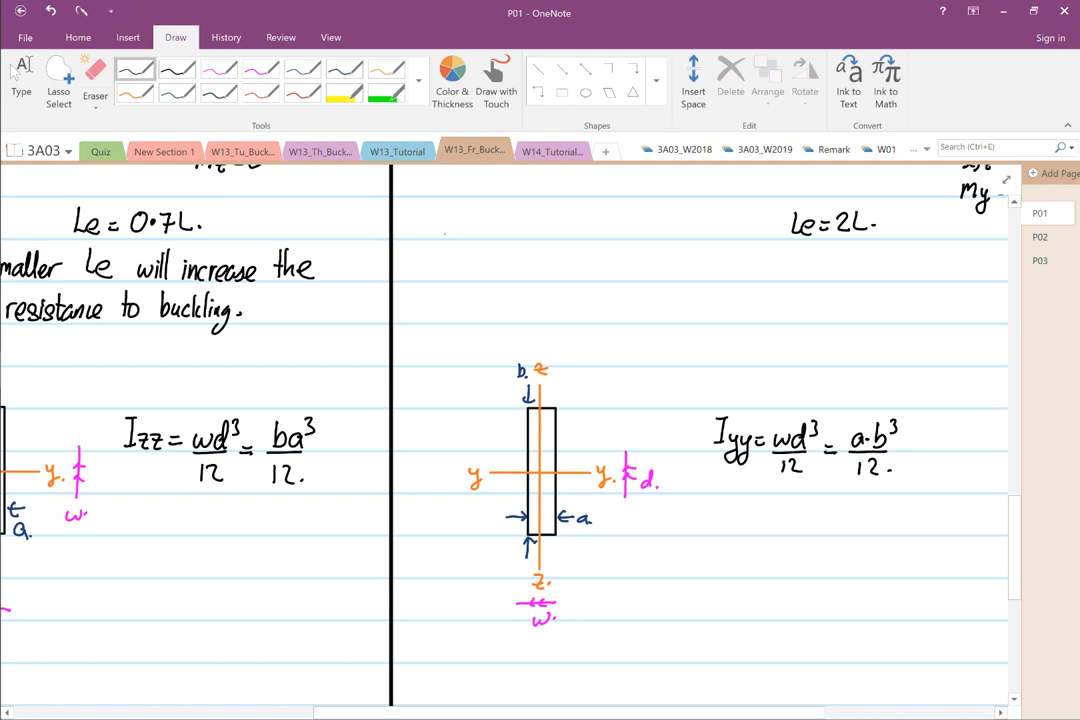 P01 - OneNote
?
File
Home
Insert
Draw
History
Review
View
Sign in
Type
Lasso
Select
Eraser
Color &
Thickness
Draw with
Touch
Insert
Space
Delete
Arrange
Rotate
Ink to
Text
Ink to
Math
Tools
Shapes
Edit
Convert
3A03
Quiz
New Section 1
W13_Tu_Buck...
W13_Th_Buck...
W13_Tutorial
W13_Fr_Buck...
W14_Tutorial...
+
3A03_W2018
3A03_W2019
Remark
W01
...
Search (Ctrl+E)
Add Page
P01
P02
P03
My
Le = 0.7L.
Le = 2L.
maller Le will increase the
resistance to buckling.
b. z
Izz = wd³/12 = ba³/12.
Iyy = wd³/12 = a.b³/12.
y.
w.
a.
y
y.
d.
a.
z.
w.